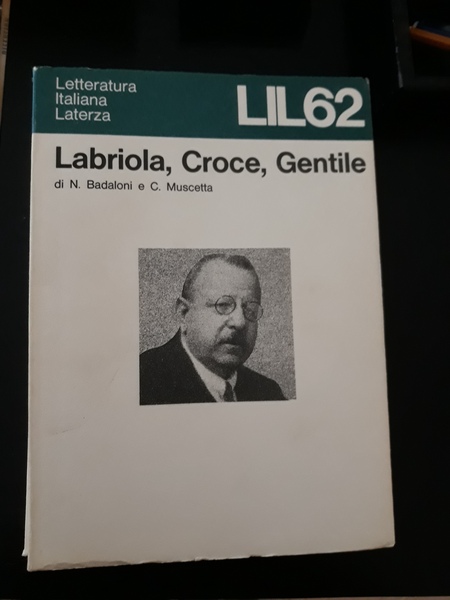 Letteratura
Italiana
Laterza
LIL62
Labriola, Croce, Gentile
di N. Badaloni e C. Muscetta